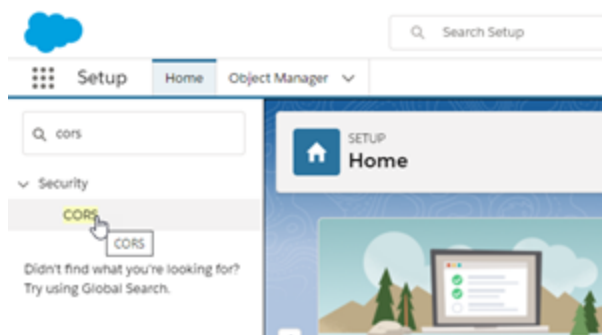 Search Setup
Setup
Home
Object Manager
cors
SETUP
Home
Security
CORS
CORS
Didn't find what you're looking for?
Try using Global Search.